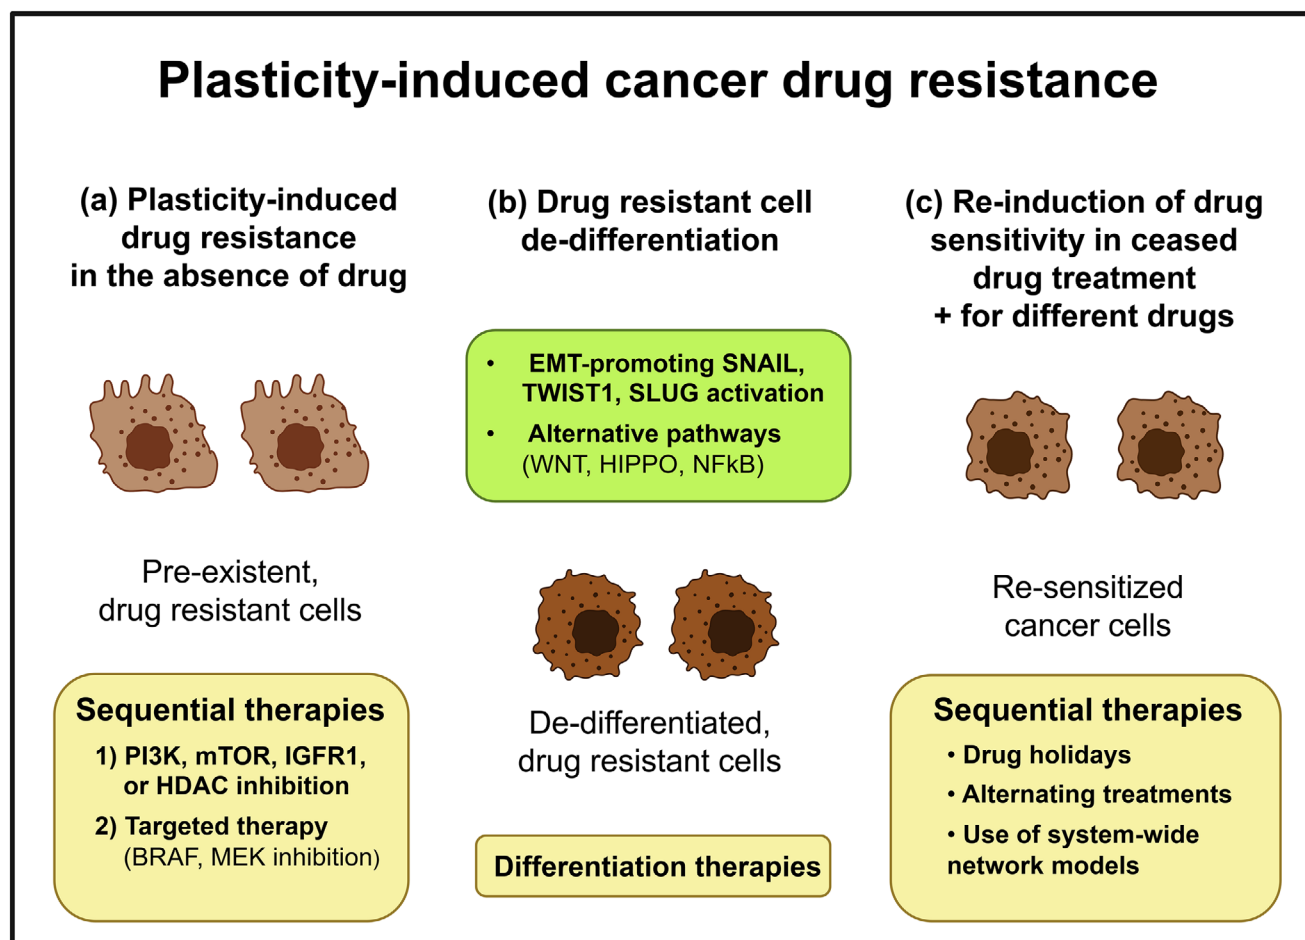 Plasticity-induced cancer drug resistance
(a) Plasticity-induced
drug resistance
in the absence of drug
Pre-existent,
drug resistant cells
Sequential therapies
1) PI3K, mTOR, IGFR1,
or HDAC inhibition
2) Targeted therapy
(BRAF, MEK inhibition)
(b) Drug resistant cell
de-differentiation
• EMT-promoting SNAIL,
TWIST1, SLUG activation
• Alternative pathways
(WNT, HIPPO, NFkB)
De-differentiated,
drug resistant cells
Differentiation therapies
(c) Re-induction of drug
sensitivity in ceased
drug treatment
+ for different drugs
Re-sensitized
cancer cells
Sequential therapies
• Drug holidays
• Alternating treatments
• Use of system-wide
network models